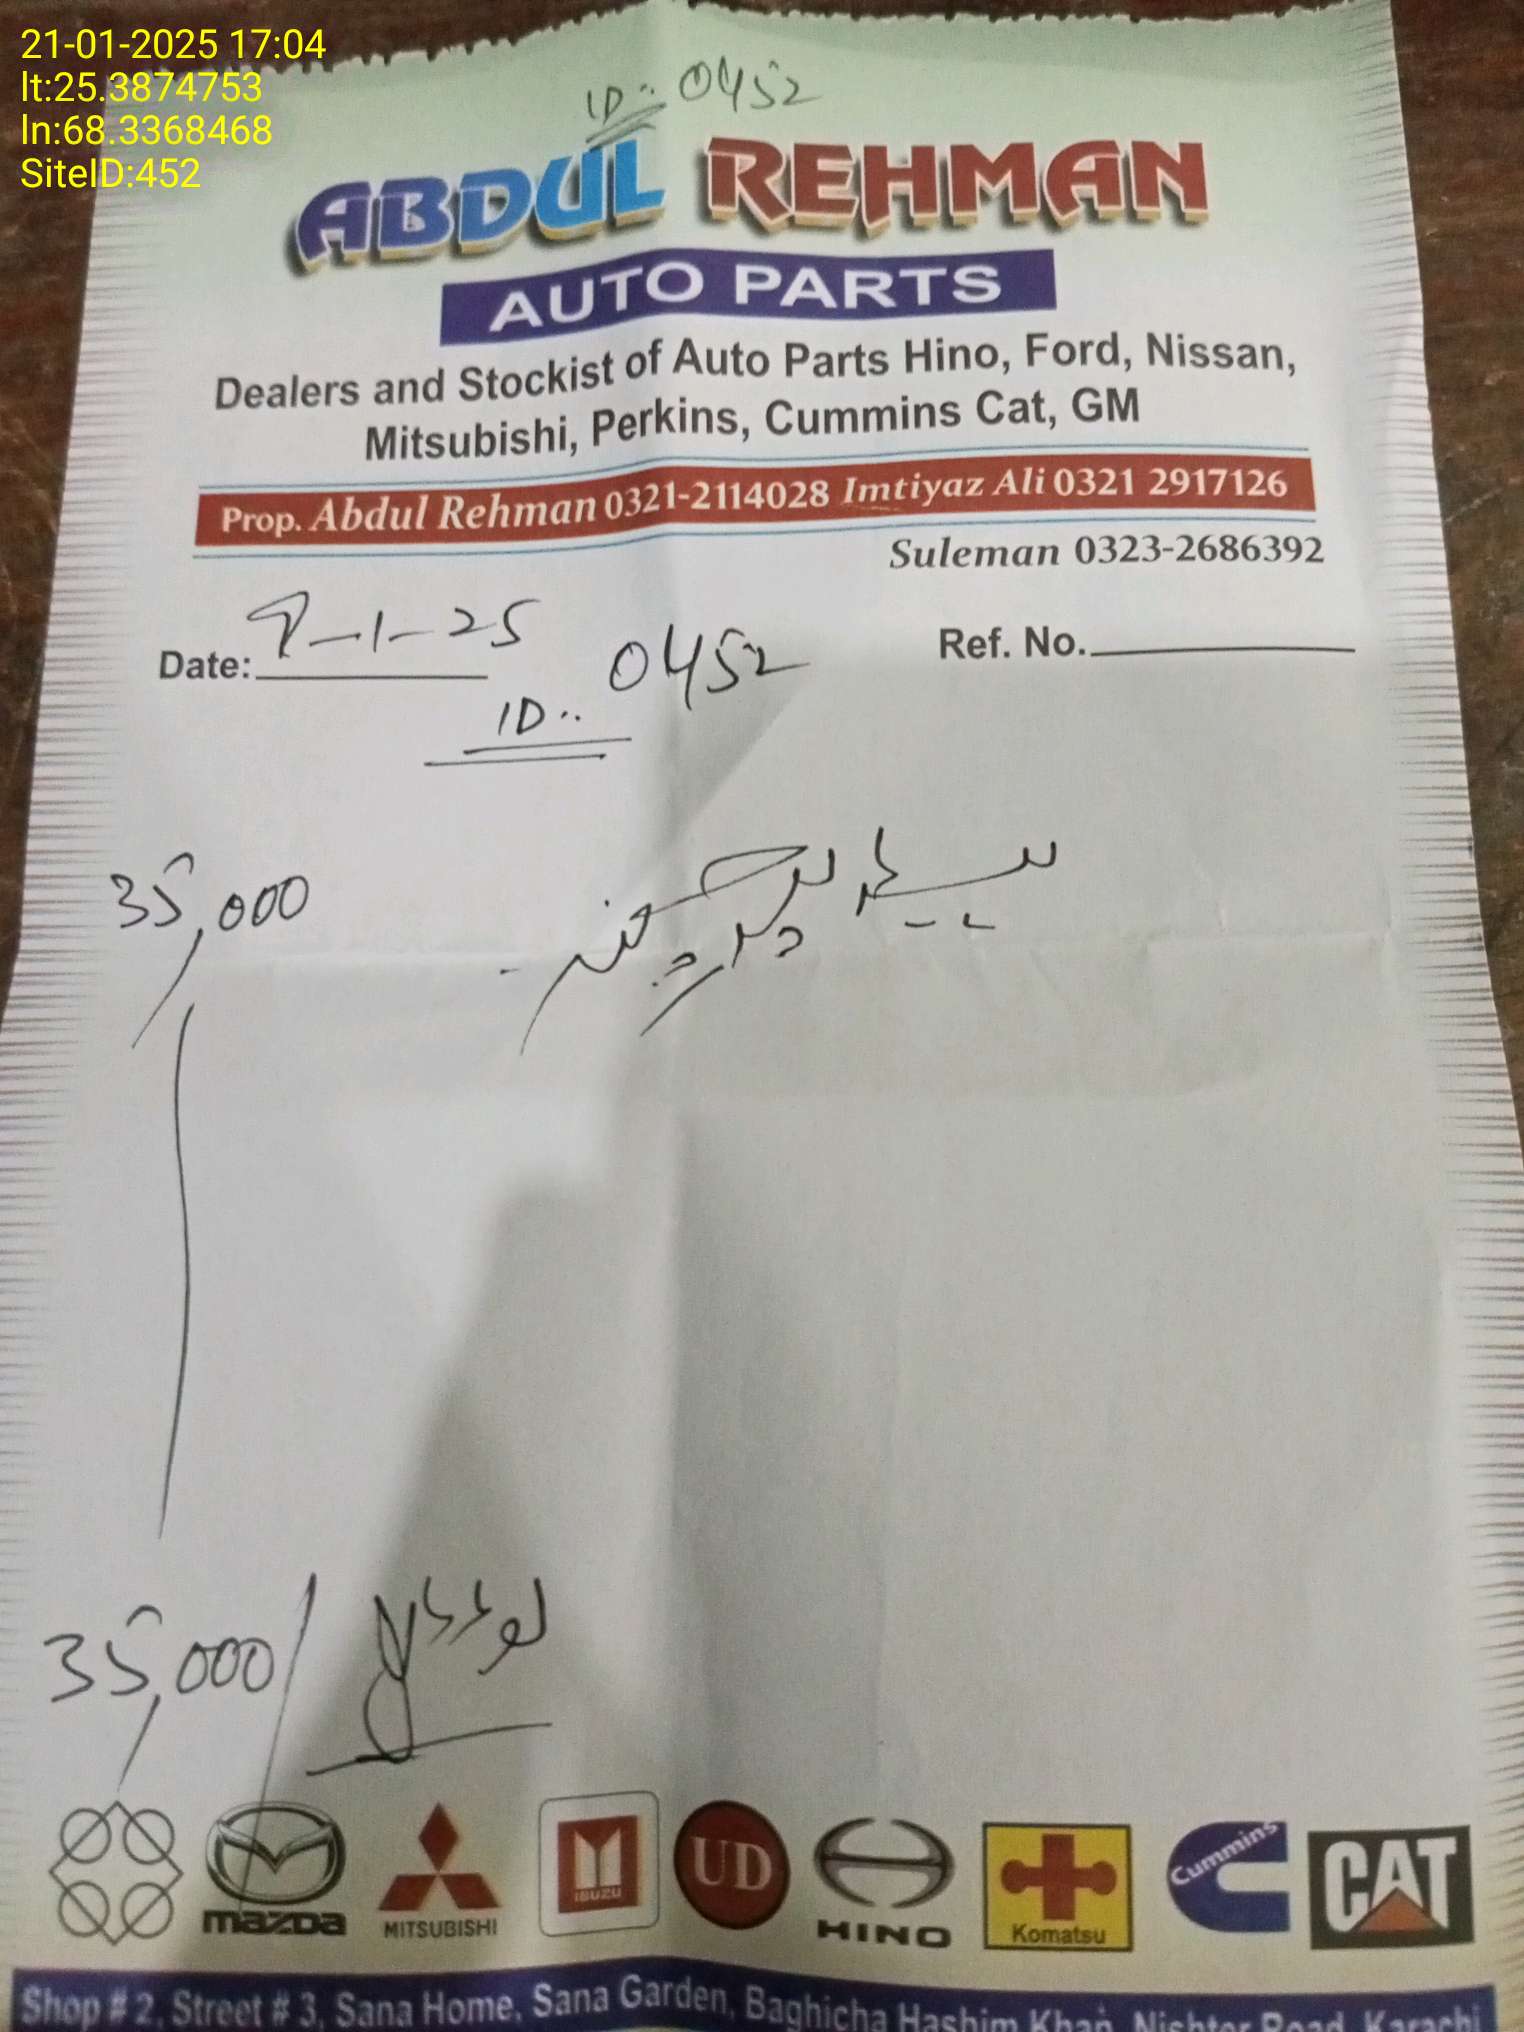 21-01-2025 17:04
lt:25.3874753
ln:68.3368468
SiteID:452
ID.. 0452
ABDUL REHMAN
AUTO PARTS
Dealers and Stockist of Auto Parts Hino, Ford, Nissan,
Mitsubishi, Perkins, Cummins Cat, GM
Prop. Abdul Rehman 0321-2114028 Imtiyaz Ali 0321 2917126
Suleman 0323-2686392
Date: 9-1-25 Ref. No.
ID.. 0452
35,000
35,000/
mazda MITSUBISHI ISUZU UD HINO Komatsu Cummins CAT
Shop # 2, Street # 3, Sana Home, Sana Garden, Baghicha Hashim Khan, Nishter Road, Karachi